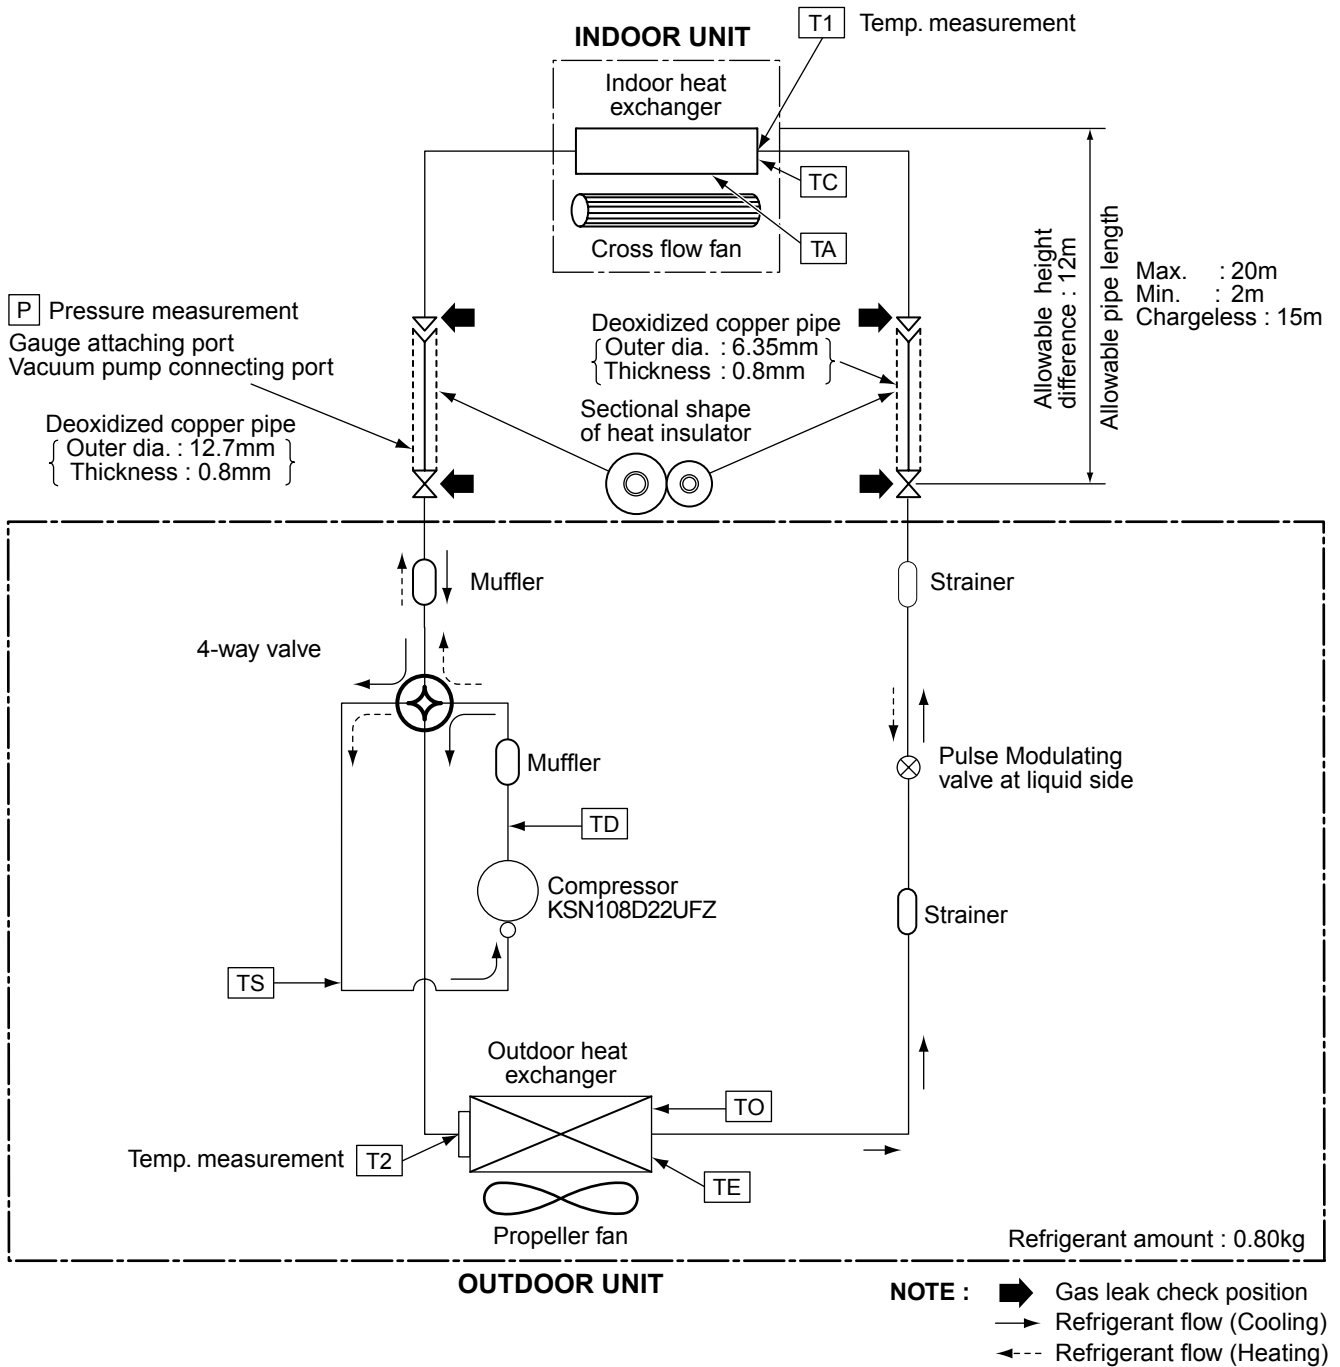 T1 Temp. measurement
INDOOR UNIT
Indoor heat
exchanger
TC
TA
Cross flow fan
Allowable height
difference : 12m
Allowable pipe length
Max. : 20m
Min. : 2m
Chargeless : 15m
P Pressure measurement
Gauge attaching port
Vacuum pump connecting port
Deoxidized copper pipe
Outer dia. : 12.7mm
Thickness : 0.8mm
Deoxidized copper pipe
Outer dia. : 6.35mm
Thickness : 0.8mm
Sectional shape
of heat insulator
Muffler
Strainer
4-way valve
Muffler
Pulse Modulating
valve at liquid side
TD
Compressor
KSN108D22UFZ
Strainer
TS
Outdoor heat
exchanger
TO
Temp. measurement T2
TE
Propeller fan
Refrigerant amount : 0.80kg
OUTDOOR UNIT
NOTE : Gas leak check position
Refrigerant flow (Cooling)
Refrigerant flow (Heating)